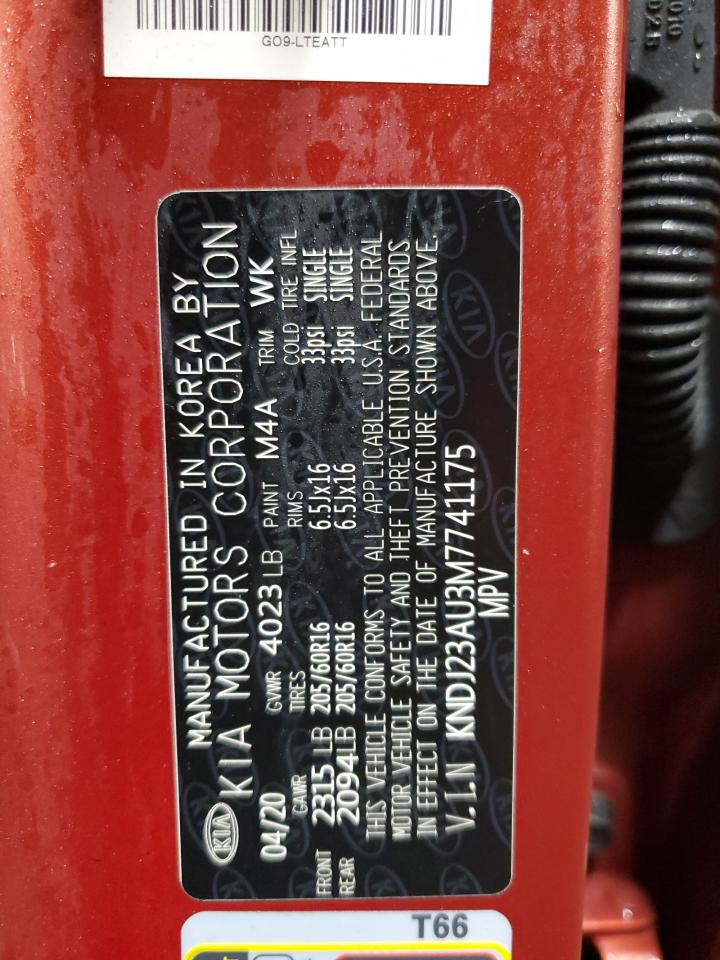 G09-LTEATT
MANUFACTURED IN KOREA BY
KIA KIA MOTORS CORPORATION
04/20 GVWR 4023 LB PAINT M4A TRIM WK
GAWR TIRES RIMS COLD TIRE INFL
FRONT 2315 LB 205/60R16 6.5Jx16 33psi SINGLE
REAR 2094LB 205/60R16 6.5Jx16 33psi SINGLE
THIS VEHICLE CONFORMS TO ALL APPLICABLE U.S.A. FEDERAL
MOTOR VEHICLE SAFETY AND THEFT PREVENTION STANDARDS
IN EFFECT ON THE DATE OF MANUFACTURE SHOWN ABOVE.
V.I.N KNDJ23AU3M7741175
MPV
T66